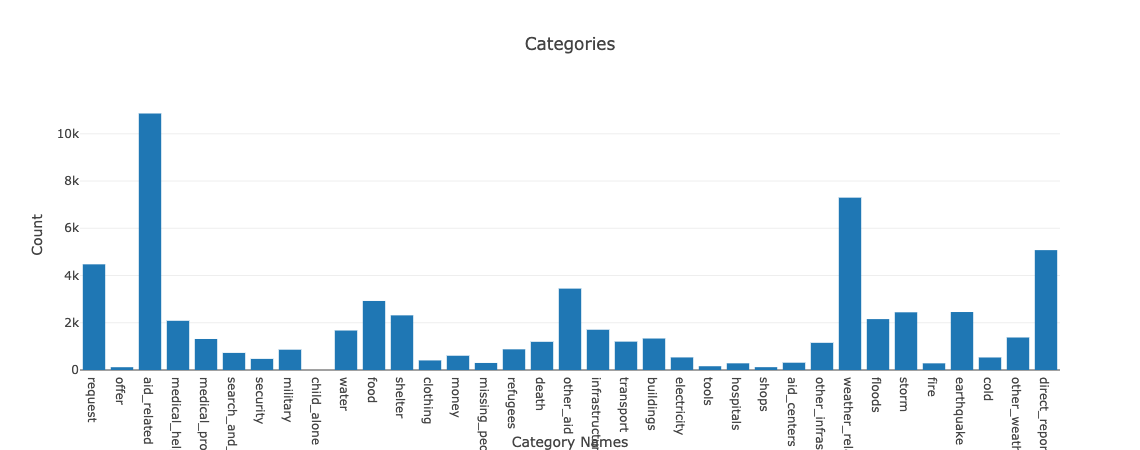 Categories
Count
10k
8k
6k
4k
2k
0
request
offer
aid_related
medical_hel
medical_pro
search_and_
security
military
child_alone
water
food
shelter
clothing
money
missing_peo
refugees
death
other_aid
infrastructur
transport
buildings
electricity
tools
hospitals
shops
aid_centers
other_infras
weather_rela
floods
storm
fire
earthquake
cold
other_weath
direct_repor
Category Names